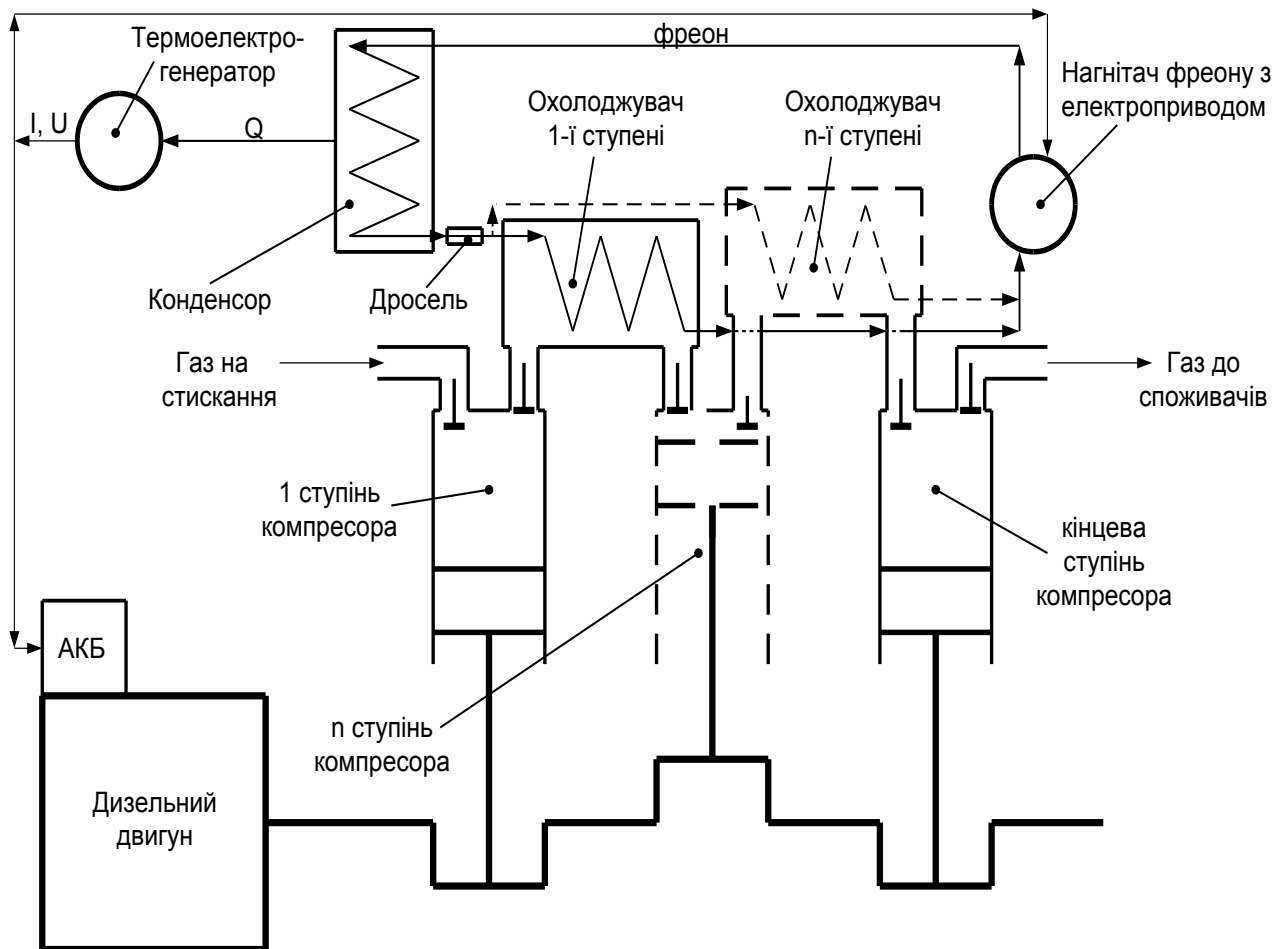 фреон
Термоелектро-
генератор
Нагнітач фреону з
електроприводом
Охолоджувач
1-ї ступені
Охолоджувач
n-ї ступені
I, U
Q
Конденсор
Дросель
Газ на
стискання
Газ до
споживачів
1 ступінь
компресора
кінцева
ступінь
компресора
АКБ
n ступінь
компресора
Дизельний
двигун